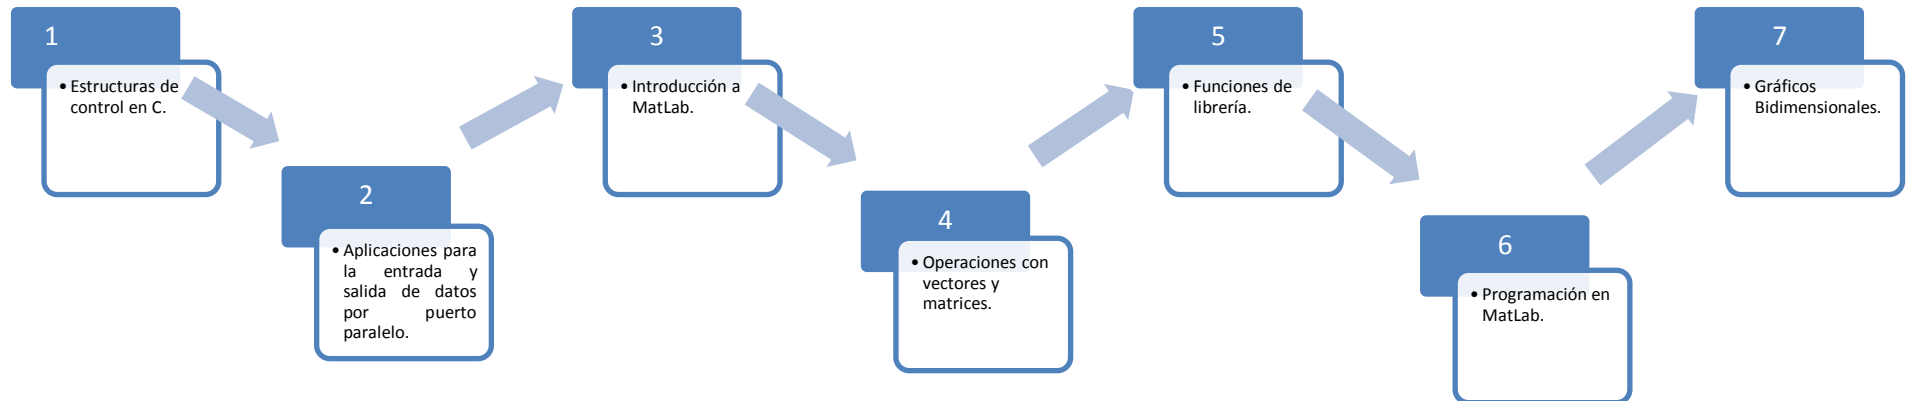 1
• Estructuras de
control en C.
2
• Aplicaciones para
la entrada y
salida de datos
por puerto
paralelo.
3
• Introducción a
MatLab.
4
• Operaciones con
vectores y
matrices.
5
• Funciones de
librería.
6
• Programación en
MatLab.
7
• Gráficos
Bidimensionales.